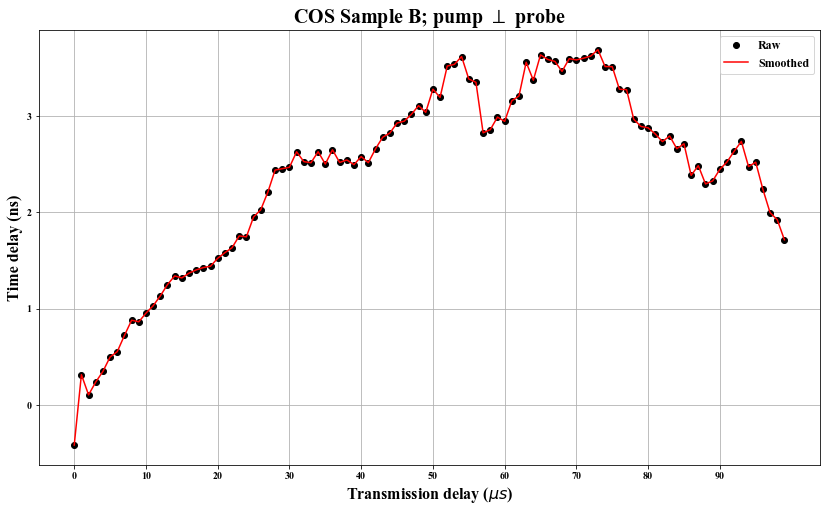 COS Sample B; pump ⊥ probe
Raw
Smoothed
Time delay (ns)
3
2
1
0
0 10 20 30 40 50 60 70 80 90
Transmission delay (μs)